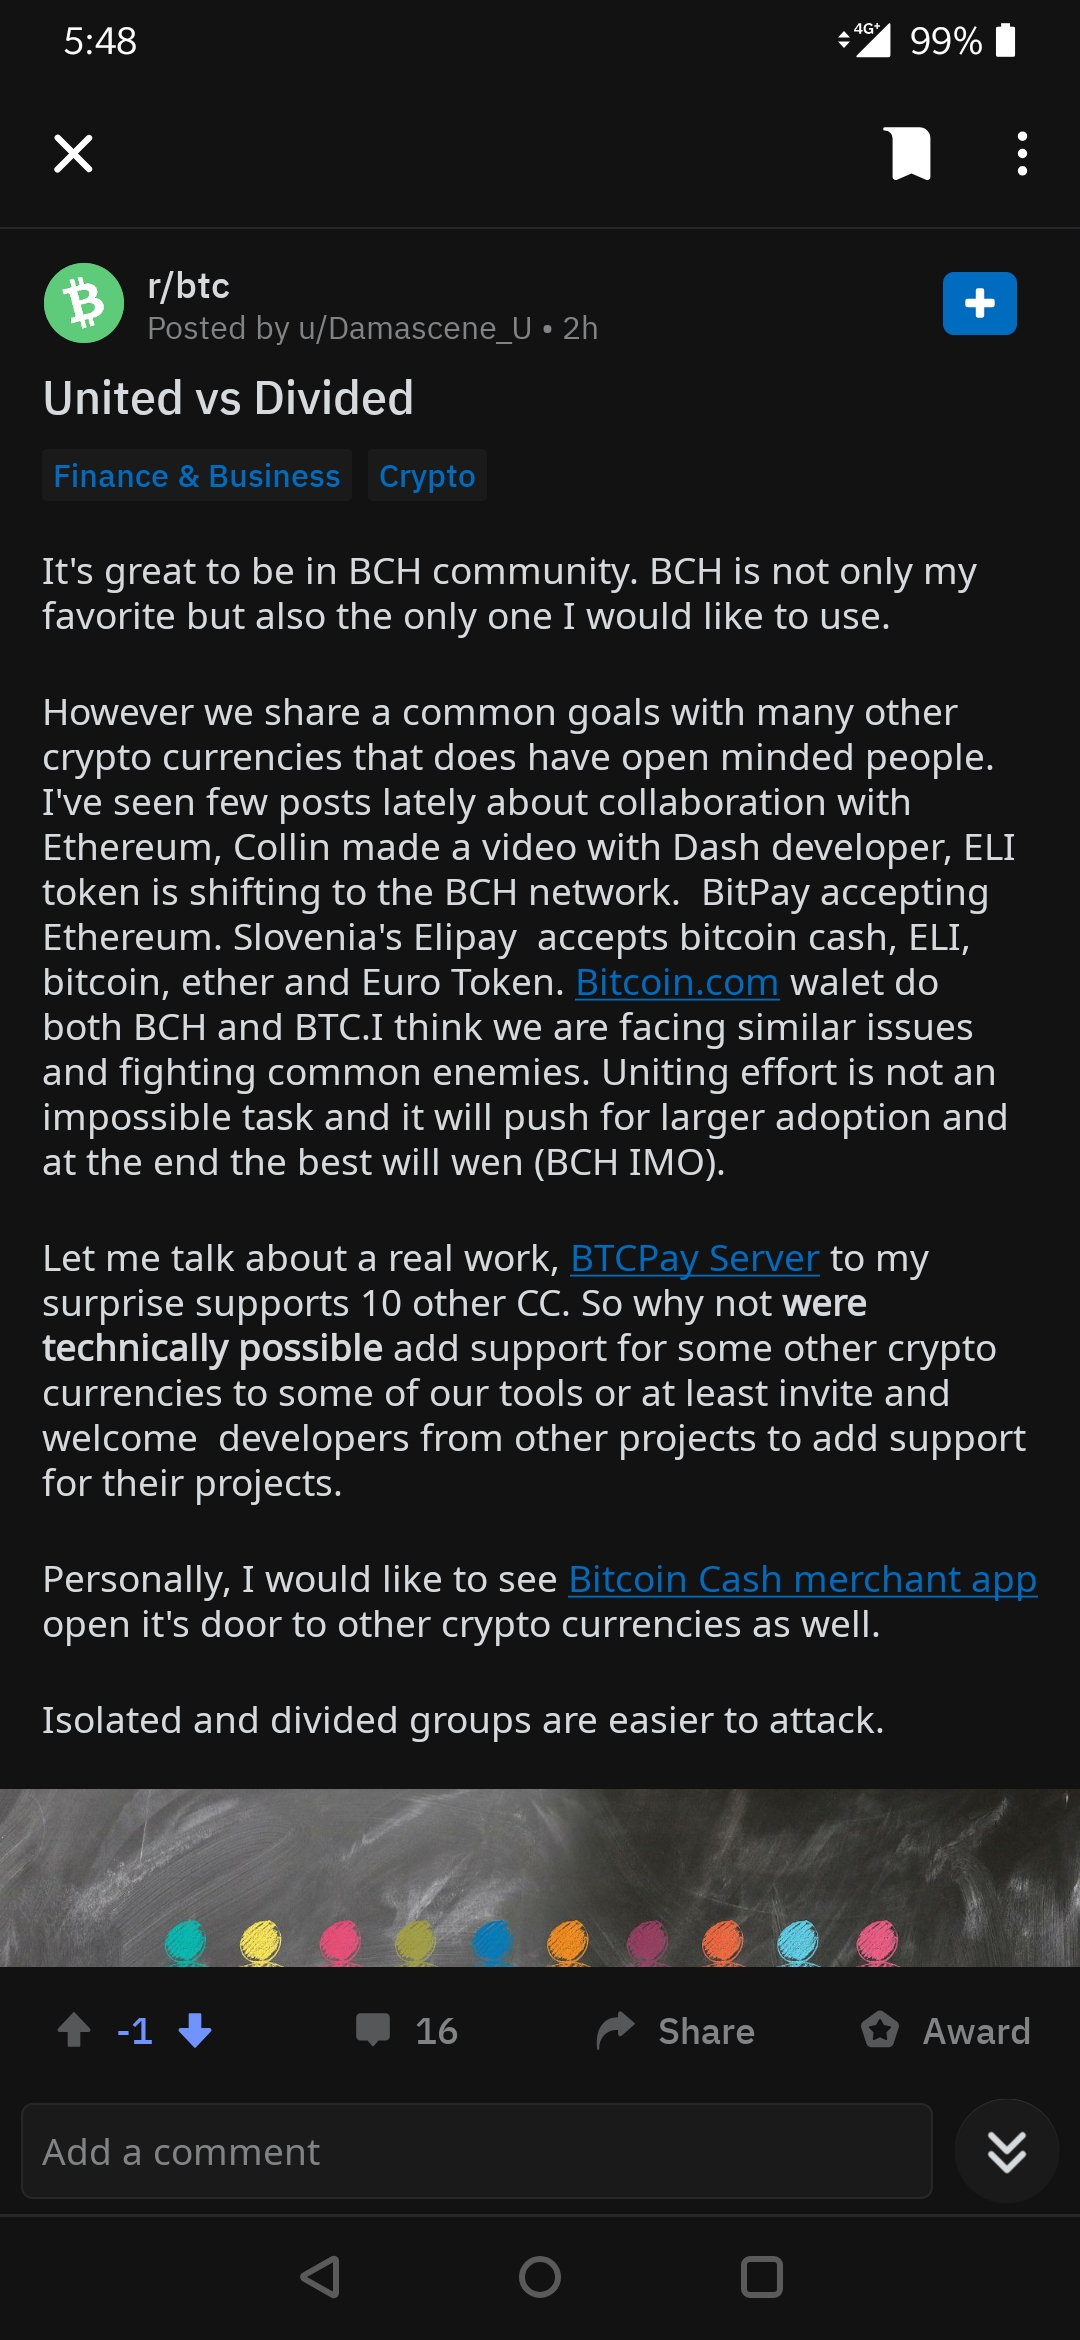 5:48
4G+ 99%
r/btc
Posted by u/Damascene_U • 2h
United vs Divided
Finance & Business Crypto
It's great to be in BCH community. BCH is not only my
favorite but also the only one I would like to use.
However we share a common goals with many other
crypto currencies that does have open minded people.
I've seen few posts lately about collaboration with
Ethereum, Collin made a video with Dash developer, ELI
token is shifting to the BCH network.  BitPay accepting
Ethereum. Slovenia's Elipay  accepts bitcoin cash, ELI,
bitcoin, ether and Euro Token. Bitcoin.com walet do
both BCH and BTC.I think we are facing similar issues
and fighting common enemies. Uniting effort is not an
impossible task and it will push for larger adoption and
at the end the best will wen (BCH IMO).
Let me talk about a real work, BTCPay Server to my
surprise supports 10 other CC. So why not were
technically possible add support for some other crypto
currencies to some of our tools or at least invite and
welcome  developers from other projects to add support
for their projects.
Personally, I would like to see Bitcoin Cash merchant app
open it's door to other crypto currencies as well.
Isolated and divided groups are easier to attack.
-1 16 Share Award
Add a comment